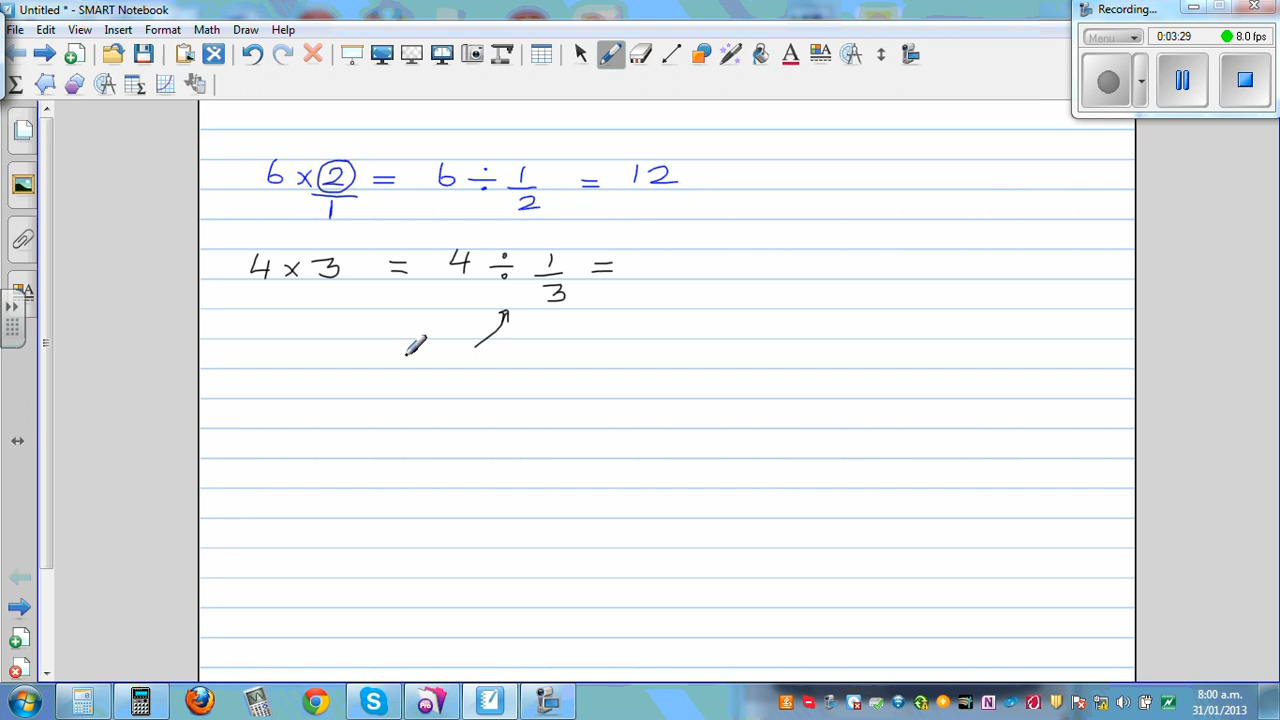 Untitled * - SMART Notebook
Recording...
File Edit View Insert Format Math Draw Help
Menu 0:03:29 8.0 fps
6 × 2/1 = 6 ÷ 1/2 = 12
4 × 3 = 4 ÷ 1/3 =
8:00 a.m.
31/01/2013